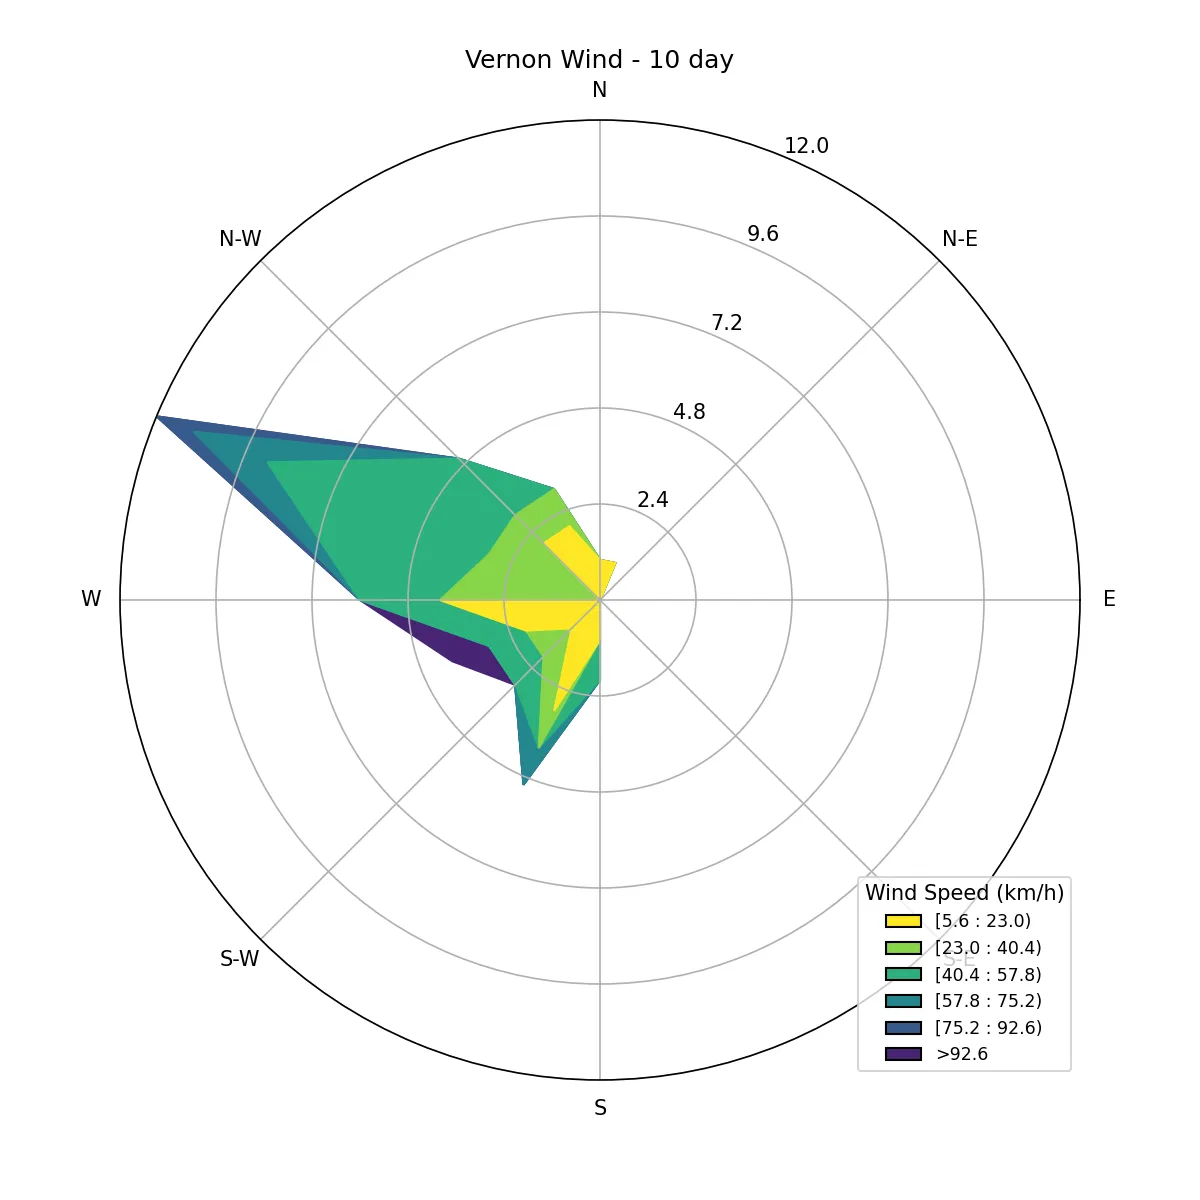 Vernon Wind - 10 day
N
12.0
N-W
9.6
N-E
7.2
4.8
2.4
W
E
S-W
S-E
S
Wind Speed (km/h)
[5.6 : 23.0)
[23.0 : 40.4)
[40.4 : 57.8)
[57.8 : 75.2)
[75.2 : 92.6)
>92.6